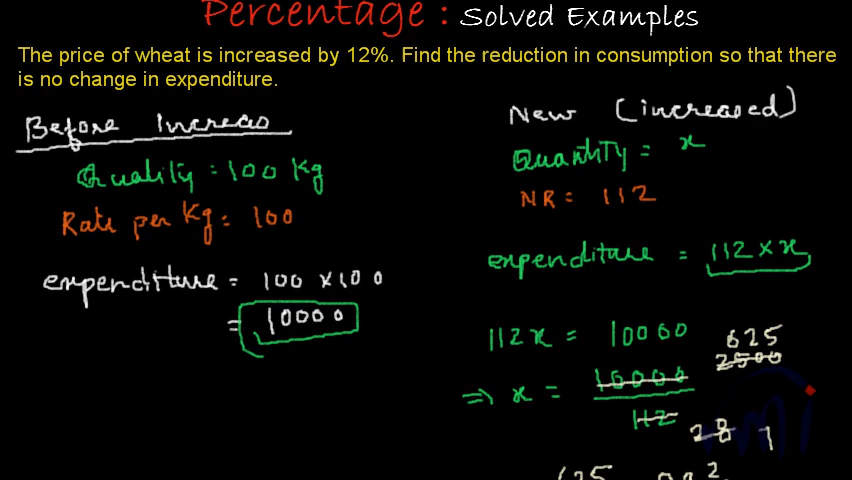 Percentage : Solved Examples
The price of wheat is increased by 12%. Find the reduction in consumption so that there
is no change in expenditure.
Before Increas
Quality = 100 Kg
Rate per Kg = 100
expenditure = 100 x 100
= 10000
New (increased)
Quantity = x
NR = 112
expenditure = 112 x x
112x = 10000
625
2500
=> x = 10000
112
28 7